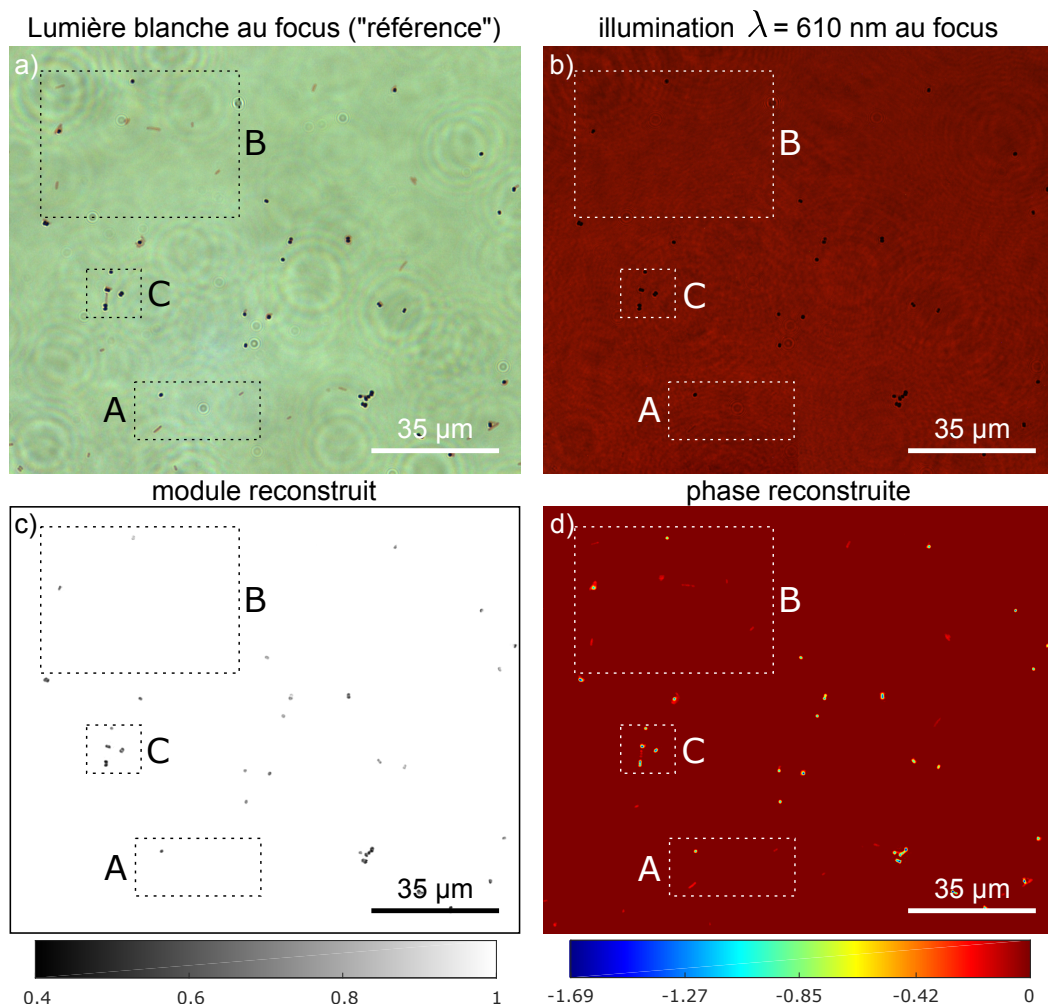 Lumière blanche au focus ("référence")
illumination λ = 610 nm au focus
a)
b)
B
B
C
C
A
A
35 µm
35 µm
module reconstruit
phase reconstruite
c)
d)
B
B
C
C
A
A
35 µm
35 µm
0.4 0.6 0.8 1
-1.69 -1.27 -0.85 -0.42 0